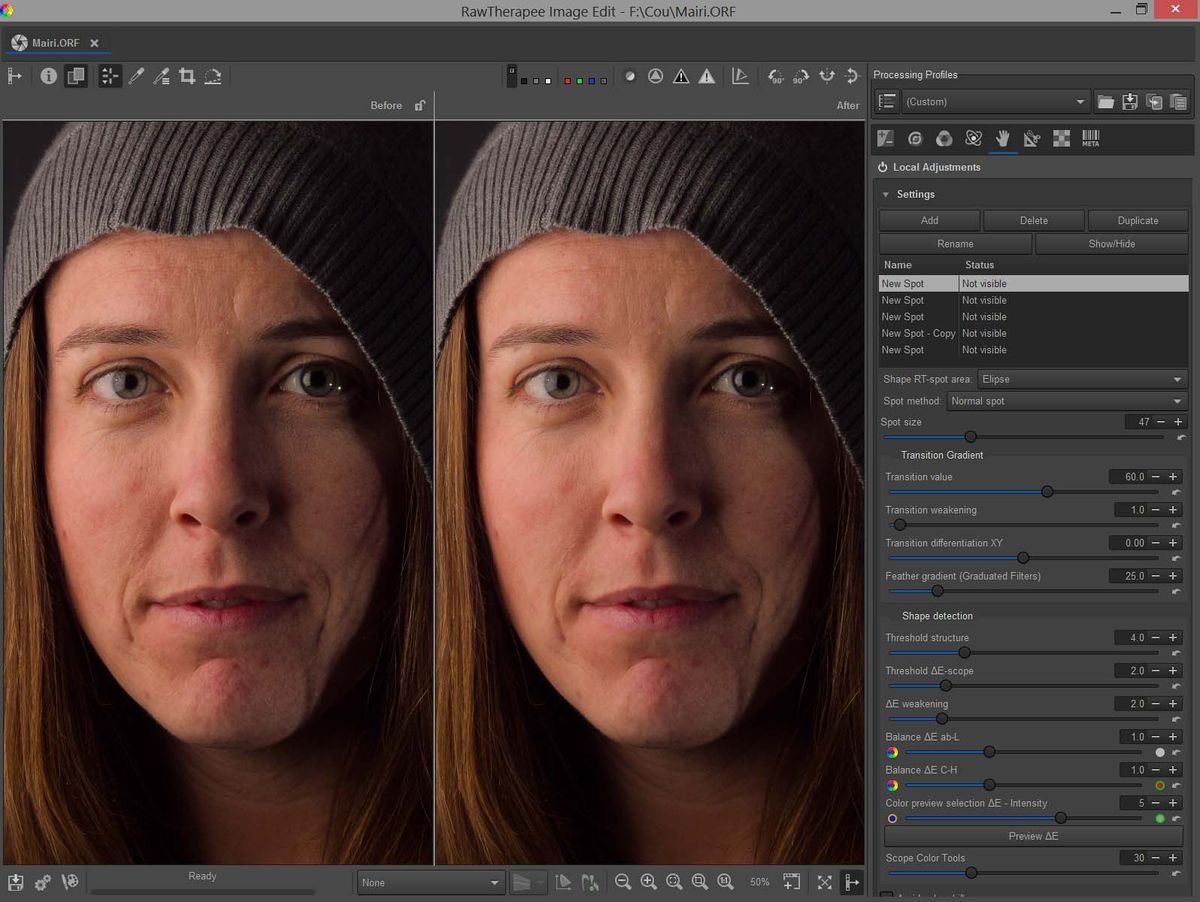 RawTherapee Image Edit - F:\Cou\Mairi.ORF
Mairi.ORF
Before
After
90°
90°
Processing Profiles
(Custom)
META
Local Adjustments
Settings
Add Delete Duplicate
Rename Show/Hide
Name Status
New Spot Not visible
New Spot Not visible
New Spot Not visible
New Spot - Copy Not visible
New Spot Not visible
Shape RT-spot area: Elipse
Spot method: Normal spot
Spot size 47
Transition Gradient
Transition value 60.0
Transition weakening 1.0
Transition differentiation XY 0.00
Feather gradient (Graduated Filters) 25.0
Shape detection
Threshold structure 4.0
Threshold ΔE-scope 2.0
ΔE weakening 2.0
Balance ΔE ab-L 1.0
Balance ΔE C-H 1.0
Color preview selection ΔE - Intensity 5
Preview ΔE
Scope Color Tools 30
Ready
None
50%